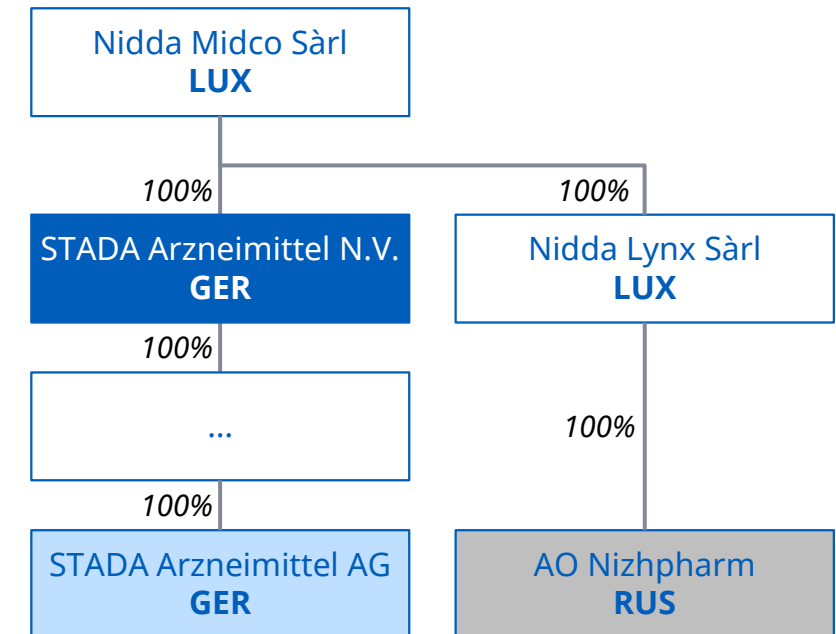 Nidda Midco Sàrl
LUX
100%
100%
STADA Arzneimittel N.V.
GER
Nidda Lynx Sàrl
LUX
100%
...
100%
100%
STADA Arzneimittel AG
GER
AO Nizhpharm
RUS